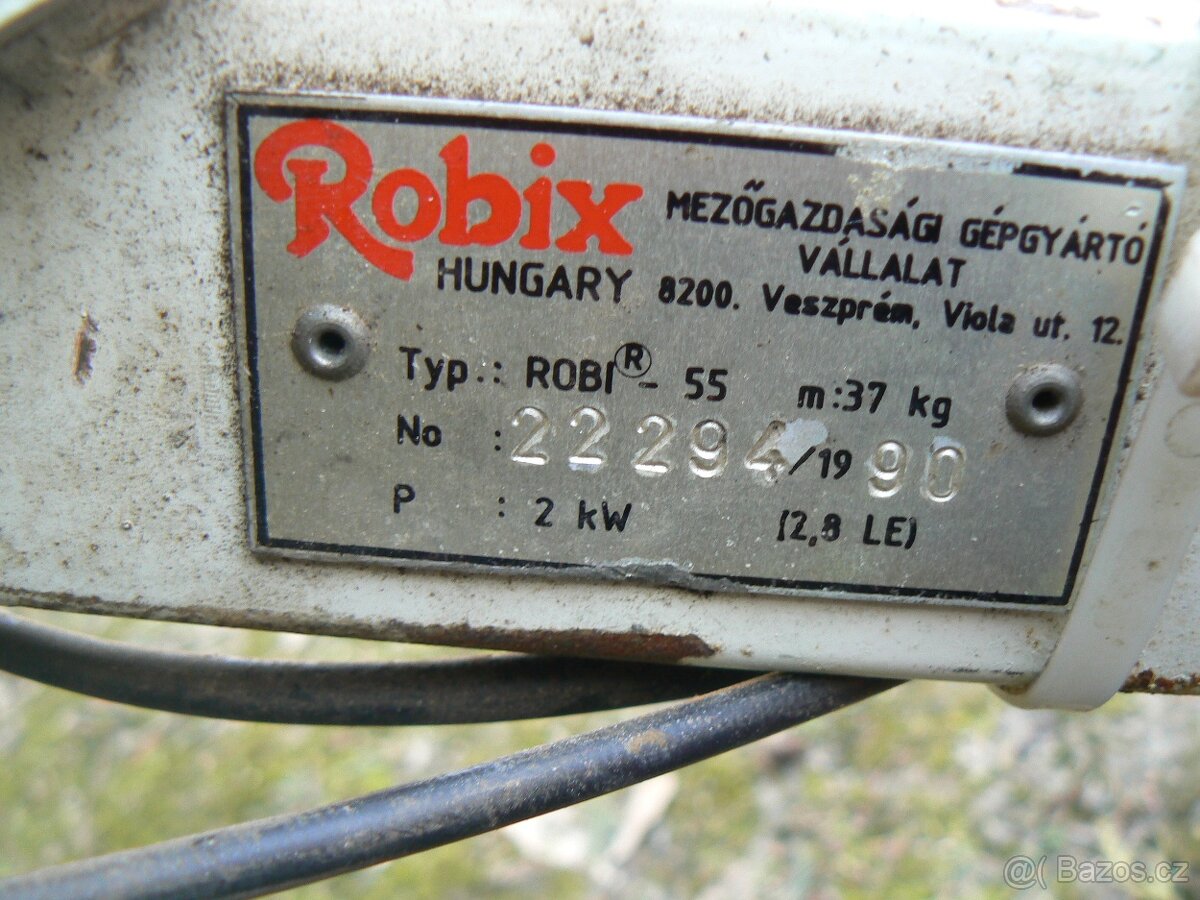 Robix MEZŐGAZDASÁGI GÉPGYÁRTÓ
VÁLLALAT
HUNGARY 8200. Veszprém, Viola ut. 12.
Typ.: ROBI® - 55 m:37 kg
No : 22294/1990
P : 2 kW (2,8 LE)
@( Bazos.cz